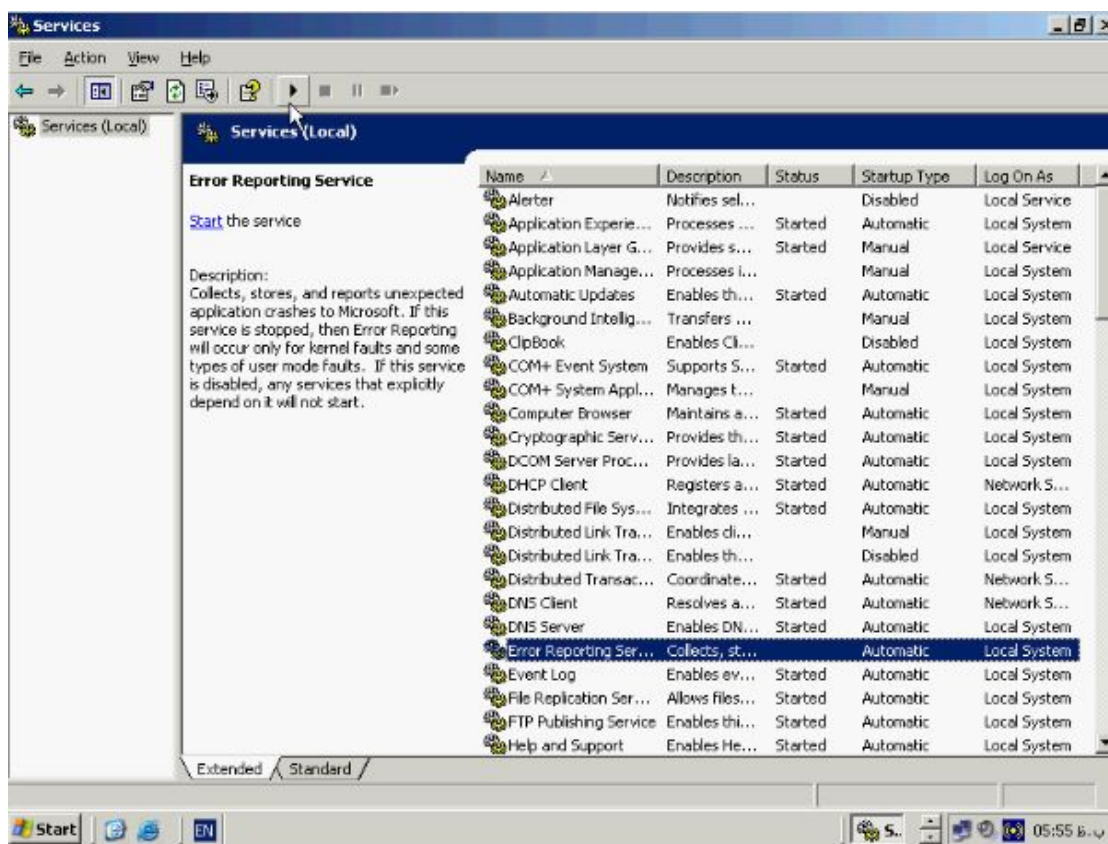 Services
File Action View Help
Services (Local)
Services (Local)
Error Reporting Service
Start the service
Description:
Collects, stores, and reports unexpected
application crashes to Microsoft. If this
service is stopped, then Error Reporting
will occur only for kernel faults and some
types of user mode faults. If this service
is disabled, any services that explicitly
depend on it will not start.
Name Description Status Startup Type Log On As
Alerter Notifies sel... Disabled Local Service
Application Experie... Processes ... Started Automatic Local System
Application Layer G... Provides s... Started Manual Local Service
Application Manage... Processes i... Manual Local System
Automatic Updates Enables th... Started Automatic Local System
Background Intellig... Transfers ... Manual Local System
ClipBook Enables Cli... Disabled Local System
COM+ Event System Supports S... Started Automatic Local System
COM+ System Appl... Manages t... Manual Local System
Computer Browser Maintains a... Started Automatic Local System
Cryptographic Serv... Provides th... Started Automatic Local System
DCOM Server Proc... Provides la... Started Automatic Local System
DHCP Client Registers a... Started Automatic Network S...
Distributed File Sys... Integrates ... Started Automatic Local System
Distributed Link Tra... Enables cli... Manual Local System
Distributed Link Tra... Enables th... Disabled Local System
Distributed Transac... Coordinate... Started Automatic Network S...
DNS Client Resolves a... Started Automatic Network S...
DNS Server Enables DN... Started Automatic Local System
Error Reporting Ser... Collects, st... Automatic Local System
Event Log Enables ev... Started Automatic Local System
File Replication Ser... Allows files... Started Automatic Local System
FTP Publishing Service Enables thi... Started Automatic Local System
Help and Support Enables He... Started Automatic Local System
Extended Standard
Start EN S.. 05:55 ب.ظ